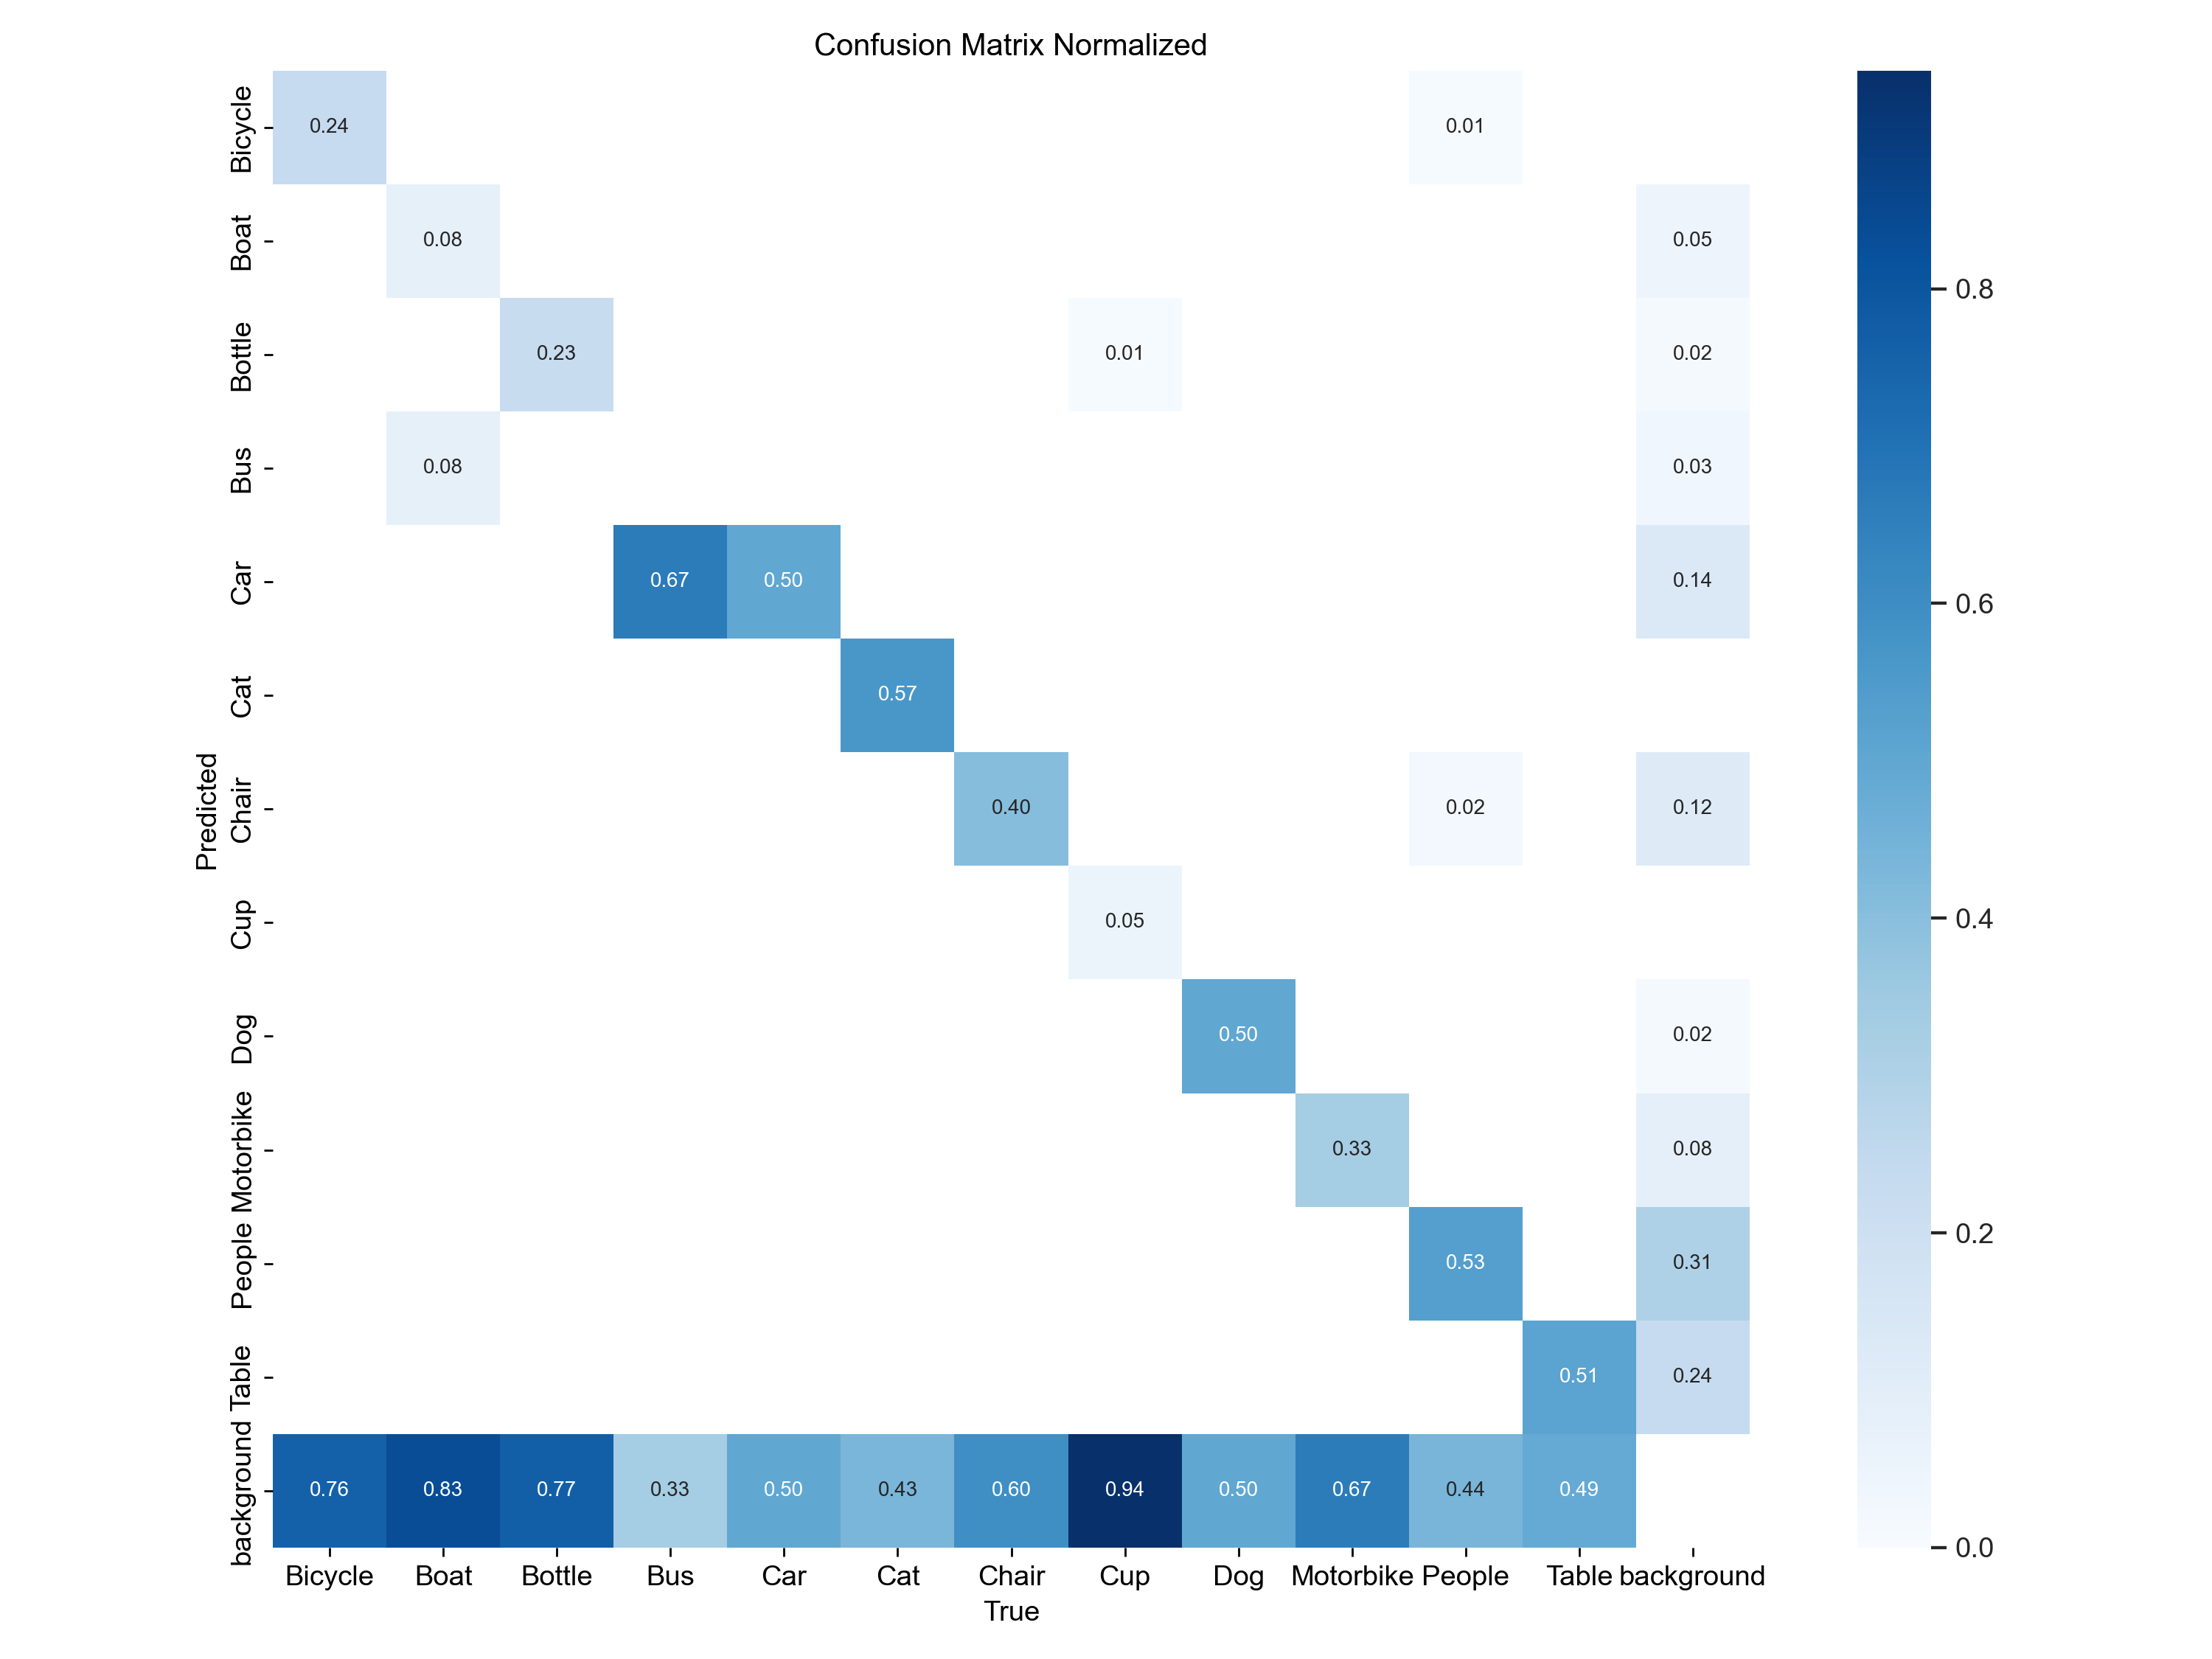 Confusion Matrix Normalized
Predicted
Bicycle
0.24
0.01
Boat
0.08
0.05
Bottle
0.23
0.01
0.02
Bus
0.08
0.03
Car
0.67
0.50
0.14
Cat
0.57
Chair
0.40
0.02
0.12
Cup
0.05
Dog
0.50
0.02
Motorbike
0.33
0.08
People
0.53
0.31
Table
0.51
0.24
background
0.76
0.83
0.77
0.33
0.50
0.43
0.60
0.94
0.50
0.67
0.44
0.49
Bicycle
Boat
Bottle
Bus
Car
Cat
Chair
Cup
Dog
Motorbike
People
Table
background
True
0.8
0.6
0.4
0.2
0.0